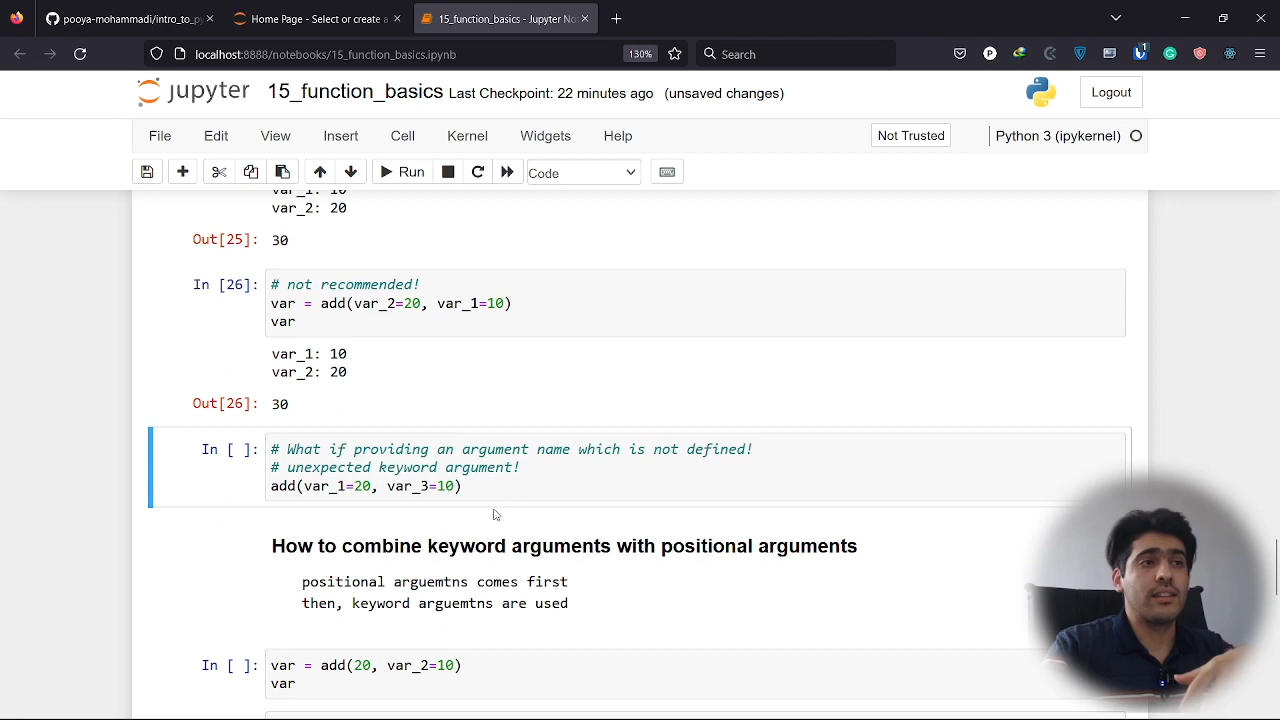 pooya-mohammadi/intro_to_py
Home Page - Select or create a
15_function_basics - Jupyter No
localhost:8888/notebooks/15_function_basics.ipynb
130%
Search
jupyter 15_function_basics Last Checkpoint: 22 minutes ago (unsaved changes)
Logout
File Edit View Insert Cell Kernel Widgets Help
Not Trusted
Python 3 (ipykernel)
Run
Code
var_1: 10
var_2: 20
Out[25]: 30
In [26]: # not recommended!
var = add(var_2=20, var_1=10)
var
var_1: 10
var_2: 20
Out[26]: 30
In [ ]: # What if providing an argument name which is not defined!
# unexpected keyword argument!
add(var_1=20, var_3=10)
How to combine keyword arguments with positional arguments
positional arguemtns comes first
then, keyword arguemtns are used
In [ ]: var = add(20, var_2=10)
var